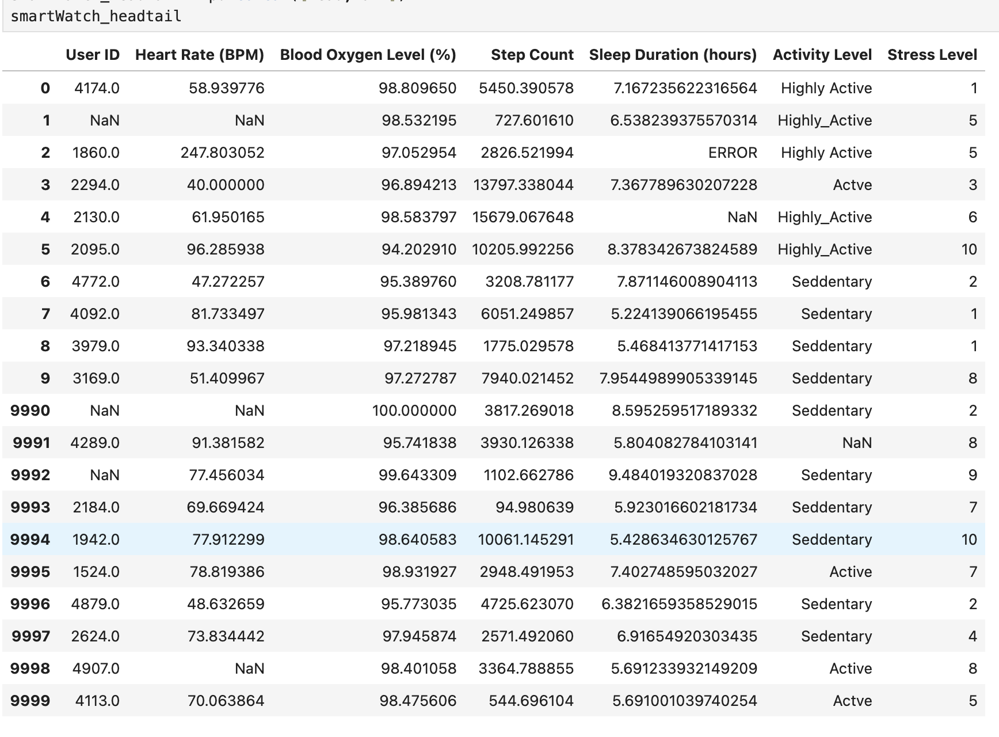 smartWatch_headtail
User ID Heart Rate (BPM) Blood Oxygen Level (%) Step Count Sleep Duration (hours) Activity Level Stress Level
0 4174.0 58.939776 98.809650 5450.390578 7.167235622316564 Highly Active 1
1 NaN NaN 98.532195 727.601610 6.538239375570314 Highly_Active 5
2 1860.0 247.803052 97.052954 2826.521994 ERROR Highly Active 5
3 2294.0 40.000000 96.894213 13797.338044 7.367789630207228 Actve 3
4 2130.0 61.950165 98.583797 15679.067648 NaN Highly_Active 6
5 2095.0 96.285938 94.202910 10205.992256 8.378342673824589 Highly_Active 10
6 4772.0 47.272257 95.389760 3208.781177 7.871146008904113 Seddentary 2
7 4092.0 81.733497 95.981343 6051.249857 5.224139066195455 Sedentary 1
8 3979.0 93.340338 97.218945 1775.029578 5.468413771417153 Seddentary 1
9 3169.0 51.409967 97.272787 7940.021452 7.9544989905339145 Seddentary 8
9990 NaN NaN 100.000000 3817.269018 8.595259517189332 Seddentary 2
9991 4289.0 91.381582 95.741838 3930.126338 5.804082784103141 NaN 8
9992 NaN 77.456034 99.643309 1102.662786 9.484019320837028 Sedentary 9
9993 2184.0 69.669424 96.385686 94.980639 5.923016602181734 Seddentary 7
9994 1942.0 77.912299 98.640583 10061.145291 5.428634630125767 Seddentary 10
9995 1524.0 78.819386 98.931927 2948.491953 7.402748595032027 Active 7
9996 4879.0 48.632659 95.773035 4725.623070 6.3821659358529015 Sedentary 2
9997 2624.0 73.834442 97.945874 2571.492060 6.91654920303435 Sedentary 4
9998 4907.0 NaN 98.401058 3364.788855 5.691233932149209 Active 8
9999 4113.0 70.063864 98.475606 544.696104 5.691001039740254 Actve 5